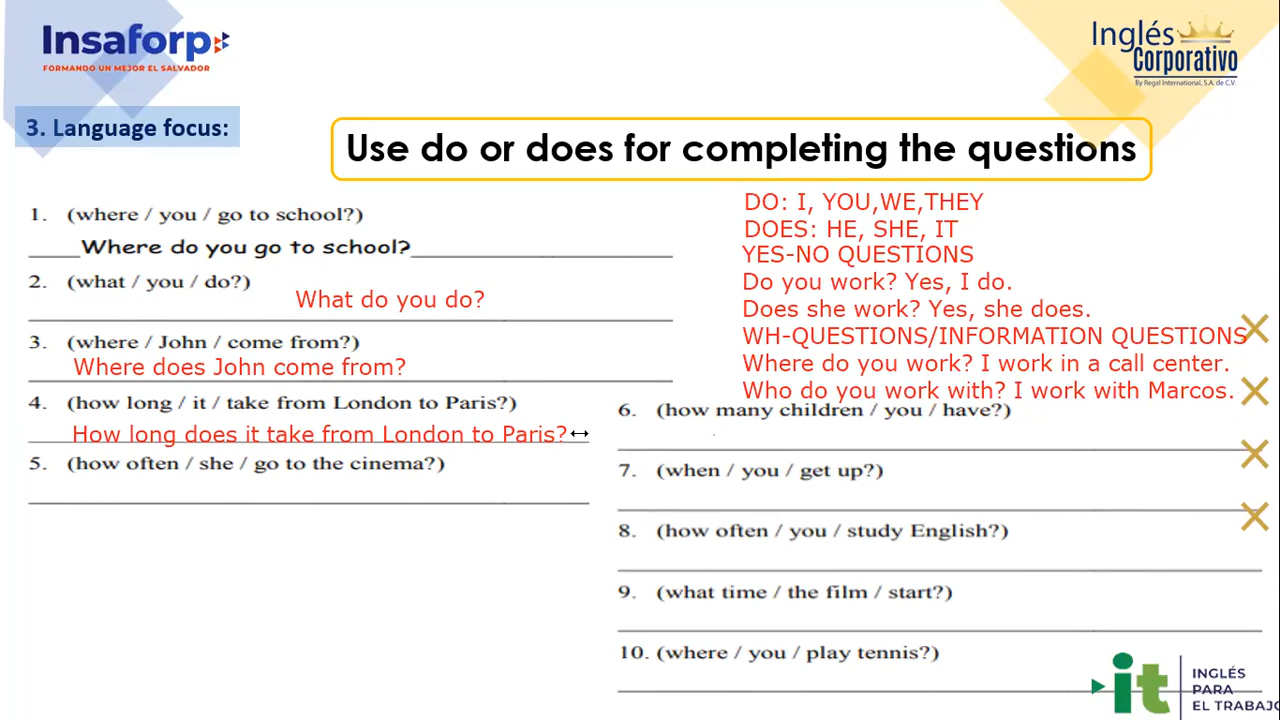 Insaforp
FORMANDO UN MEJOR EL SALVADOR
Inglés
Corporativo
By Regal International, S.A. de C.V.
3. Language focus:
Use do or does for completing the questions
1. (where / you / go to school?)
Where do you go to school?
2. (what / you / do?)
What do you do?
3. (where / John / come from?)
Where does John come from?
4. (how long / it / take from London to Paris?)
How long does it take from London to Paris?
5. (how often / she / go to the cinema?)
DO: I, YOU,WE,THEY
DOES: HE, SHE, IT
YES-NO QUESTIONS
Do you work? Yes, I do.
Does she work? Yes, she does.
WH-QUESTIONS/INFORMATION QUESTIONS
Where do you work? I work in a call center.
Who do you work with? I work with Marcos.
6. (how many children / you / have?)
7. (when / you / get up?)
8. (how often / you / study English?)
9. (what time / the film / start?)
10. (where / you / play tennis?)
it
INGLÉS
PARA
EL TRABAJO